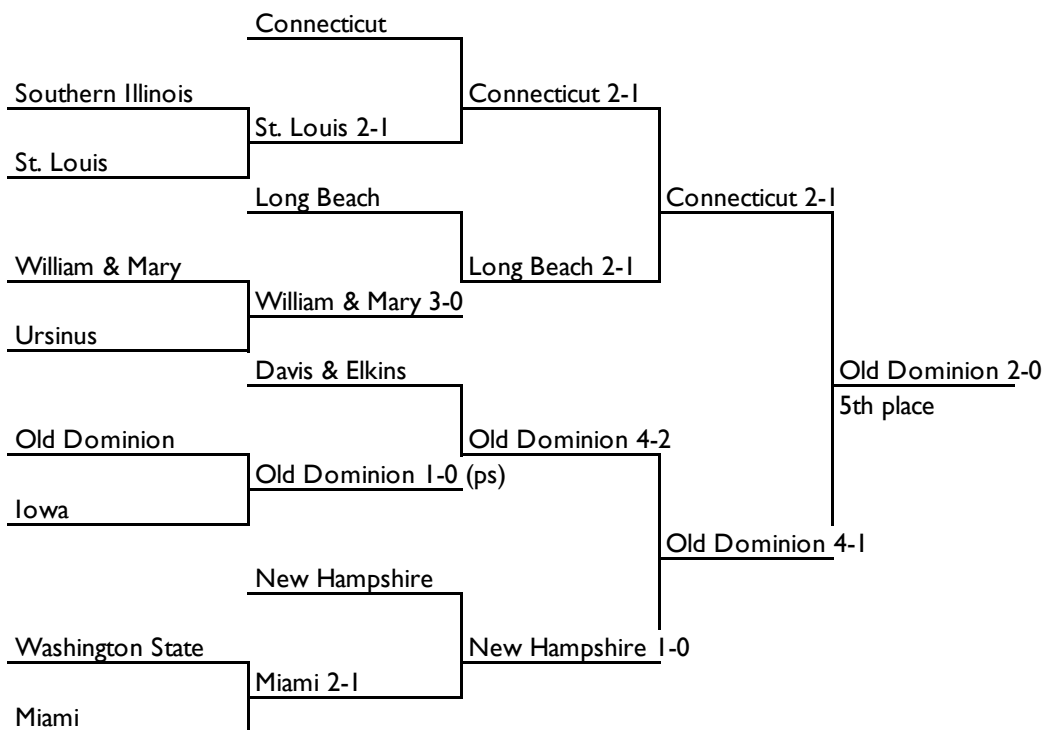 Connecticut
Southern Illinois
Connecticut 2-1
St. Louis 2-1
St. Louis
Long Beach
Connecticut 2-1
William & Mary
Long Beach 2-1
William & Mary 3-0
Ursinus
Davis & Elkins
Old Dominion 2-0
5th place
Old Dominion
Old Dominion 4-2
Old Dominion 1-0 (ps)
Iowa
Old Dominion 4-1
New Hampshire
Washington State
New Hampshire 1-0
Miami 2-1
Miami